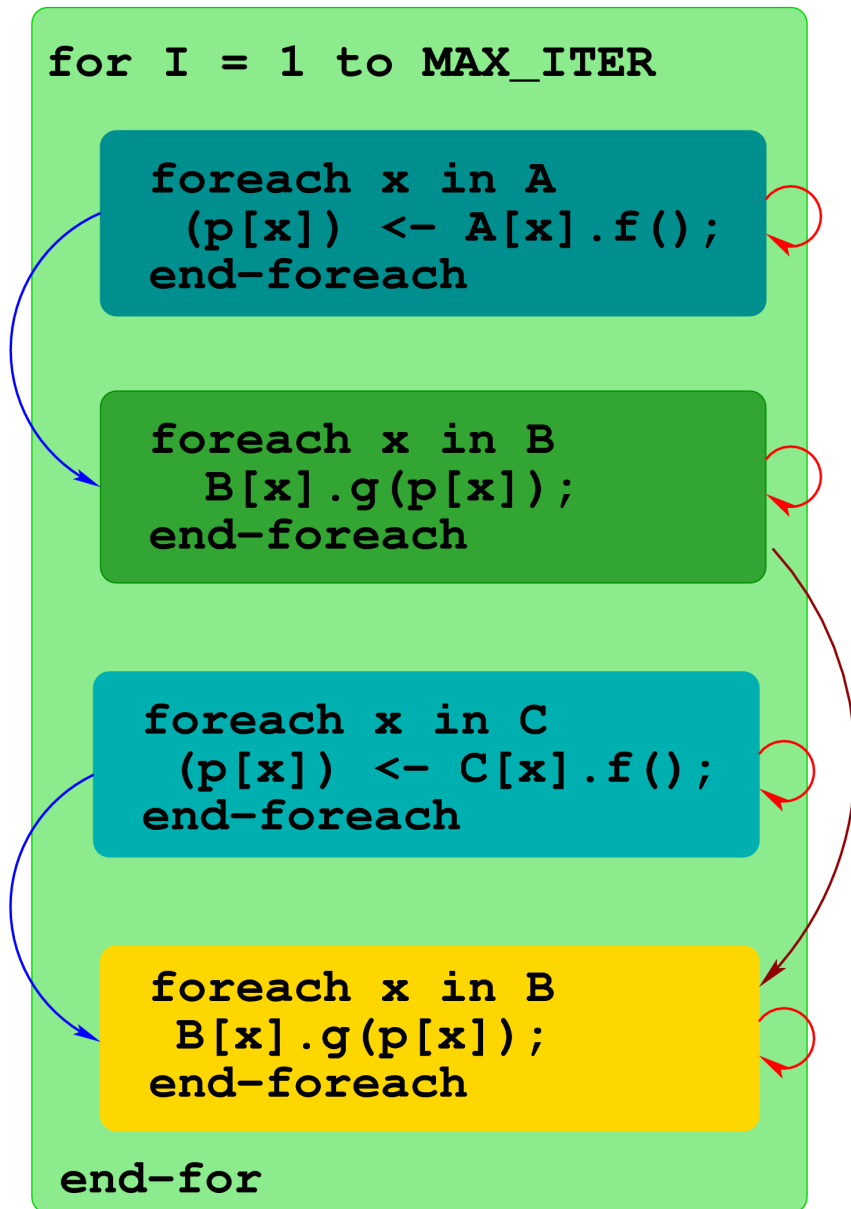 for I = 1 to MAX_ITER
foreach x in A
(p[x]) <- A[x].f();
end-foreach
foreach x in B
B[x].g(p[x]);
end-foreach
foreach x in C
(p[x]) <- C[x].f();
end-foreach
foreach x in B
B[x].g(p[x]);
end-foreach
end-for